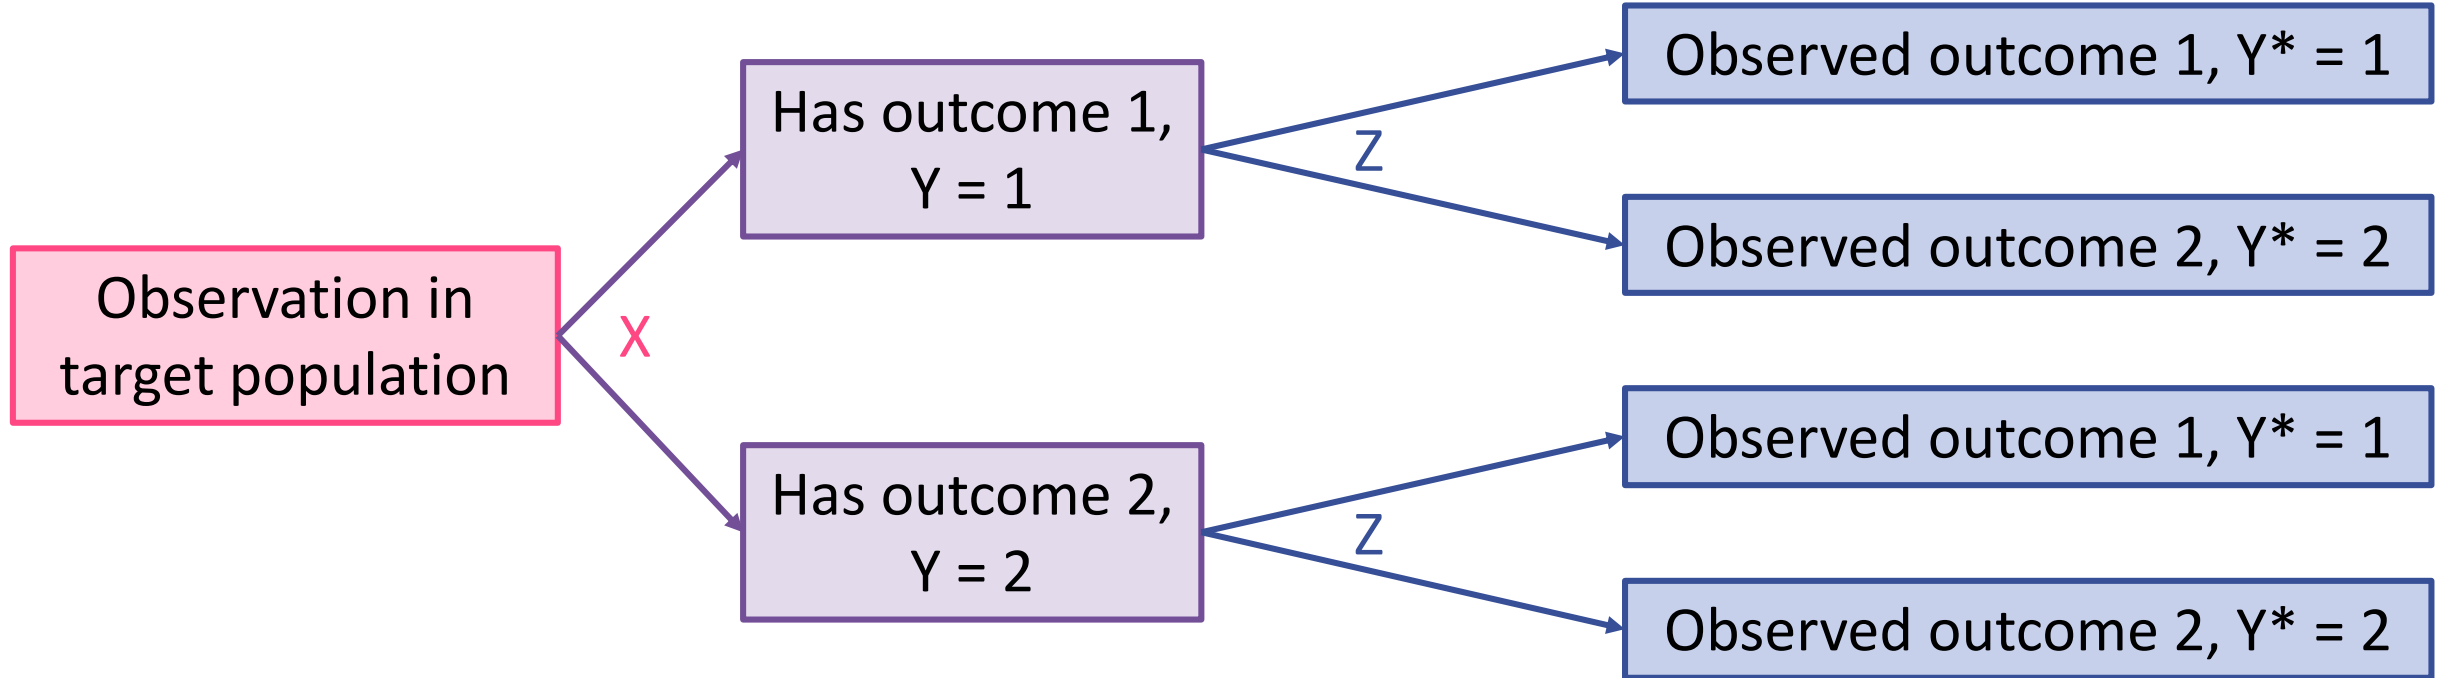 Observation in
target population
X
Has outcome 1,
Y = 1
Has outcome 2,
Y = 2
Z
Z
Observed outcome 1, Y* = 1
Observed outcome 2, Y* = 2
Observed outcome 1, Y* = 1
Observed outcome 2, Y* = 2